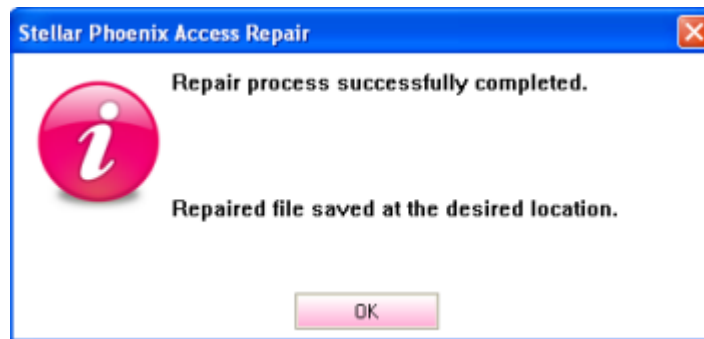 Stellar Phoenix Access Repair
Repair process successfully completed.
Repaired file saved at the desired location.
OK